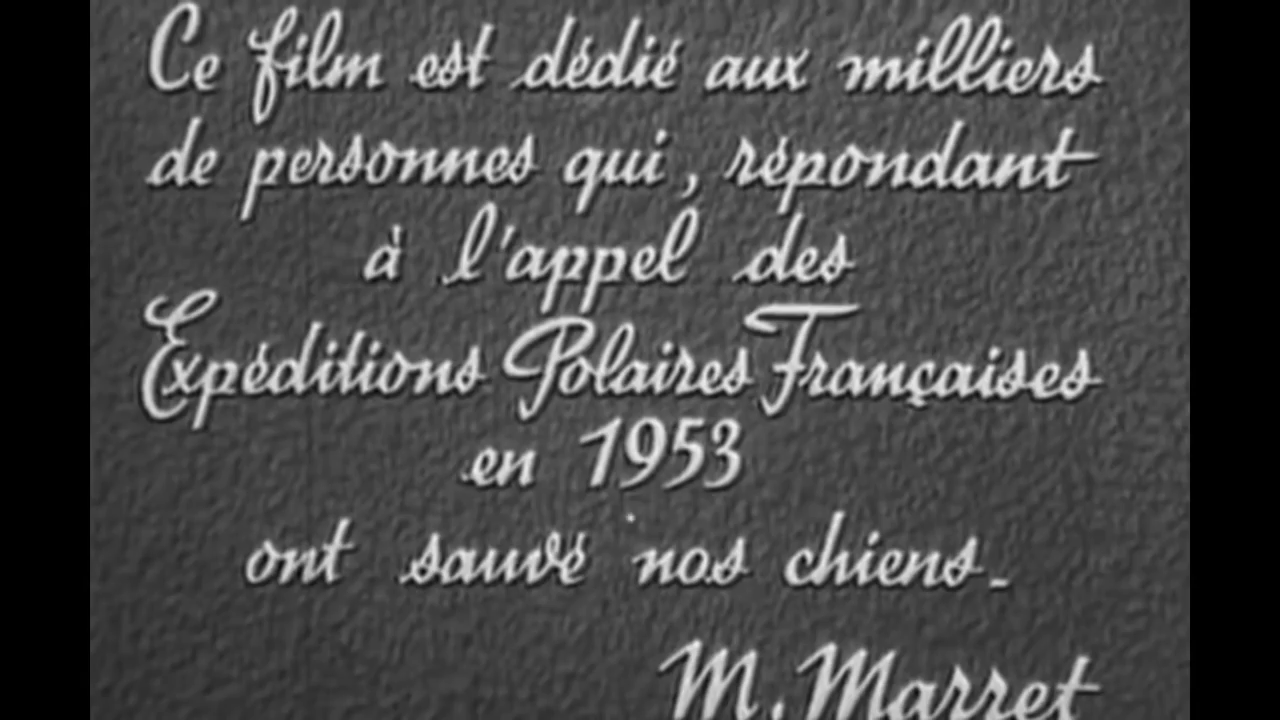 Ce film est dédié aux milliers
de personnes qui, répondant
à l'appel des
Expéditions Polaires Françaises
en 1953
ont sauvé nos chiens.
M. Marret